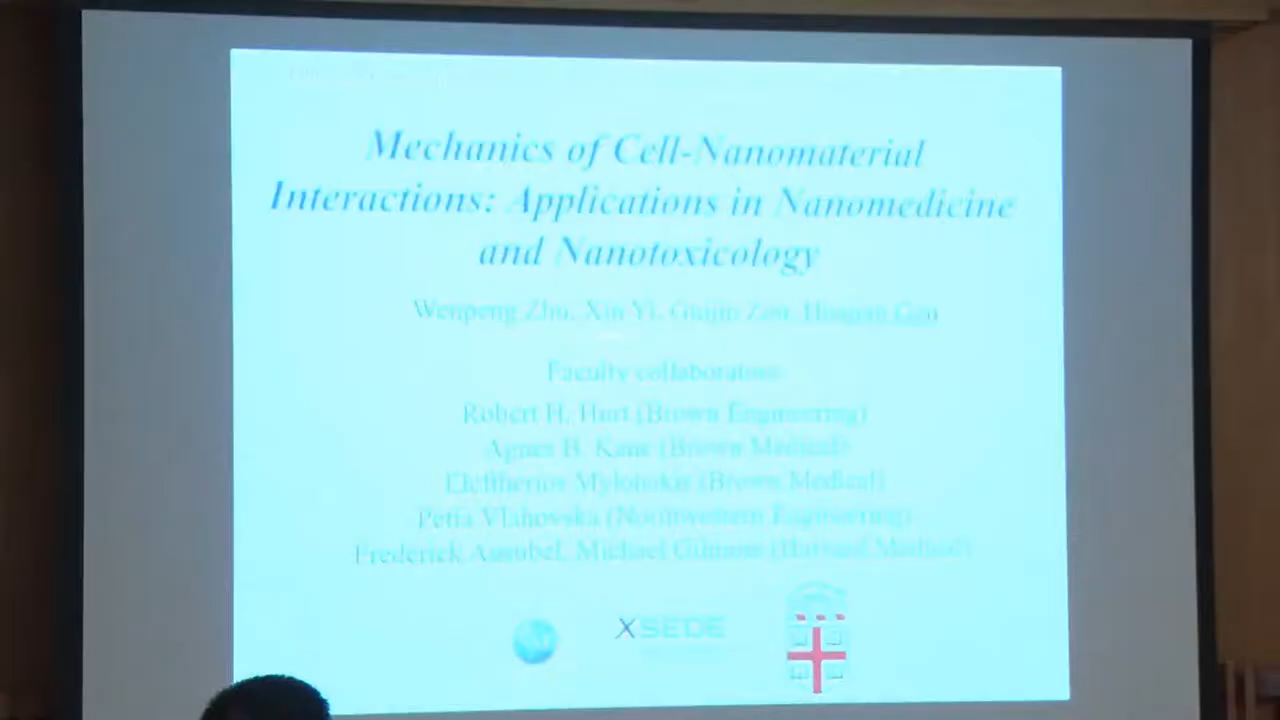 Mechanics of Cell-Nanomaterial
Interactions: Applications in Nanomedicine
and Nanotoxicology
Wenpeng Zhu, Xin Yi, Guijin Zou, Huajian Gao
Faculty collaborators
Robert H. Hurt (Brown Engineering)
Agnes B. Kane (Brown Medical)
Eleftherios Mylonakis (Brown Medical)
Petia Vlahovska (Northwestern Engineering)
Frederick Ausubel, Michael Gilmore (Harvard Medical)
XSEDE